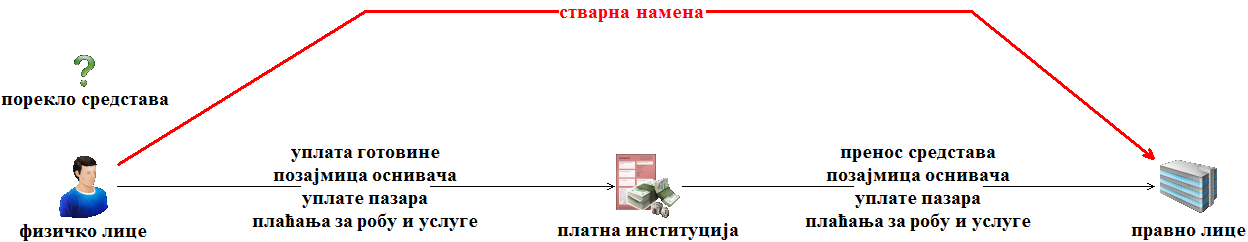 стварна намена
?
порекло средстава
уплата готовине
позајмица оснивача
уплате пазара
плаћања за робу и услуге
пренос средстава
позајмица оснивача
уплате пазара
плаћања за робу и услуге
физичко лице
платна институција
правно лице